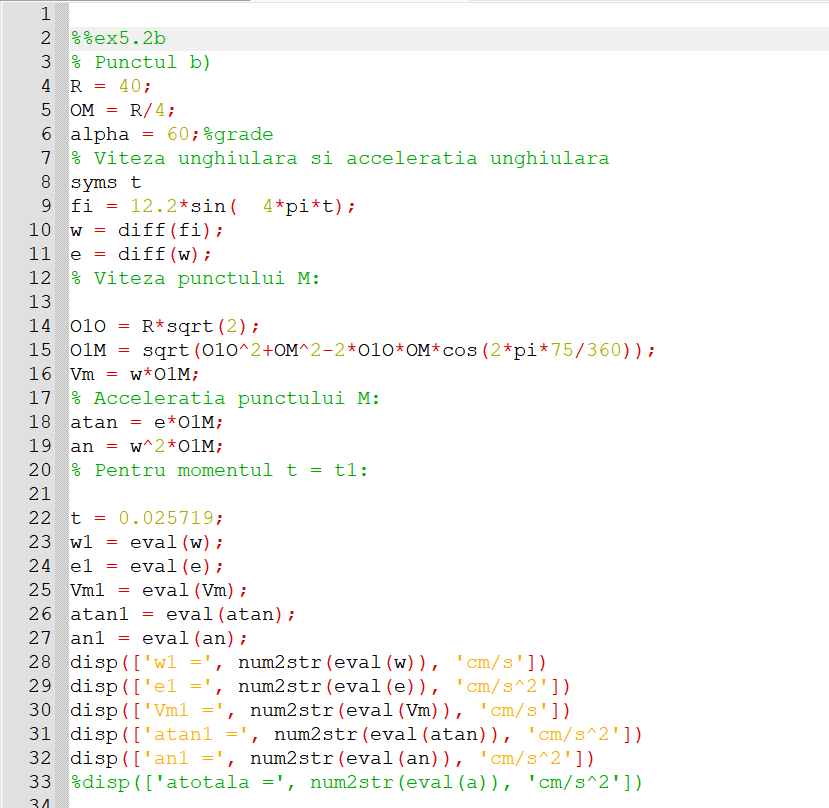 1
2 %%ex5.2b
3 % Punctul b)
4 R = 40;
5 OM = R/4;
6 alpha = 60;%grade
7 % Viteza unghiulara si acceleratia unghiulara
8 syms t
9 fi = 12.2*sin(  4*pi*t);
10 w = diff(fi);
11 e = diff(w);
12 % Viteza punctului M:
13
14 O1O = R*sqrt(2);
15 O1M = sqrt(O1O^2+OM^2-2*O1O*OM*cos(2*pi*75/360));
16 Vm = w*O1M;
17 % Acceleratia punctului M:
18 atan = e*O1M;
19 an = w^2*O1M;
20 % Pentru momentul t = t1:
21
22 t = 0.025719;
23 w1 = eval(w);
24 e1 = eval(e);
25 Vm1 = eval(Vm);
26 atan1 = eval(atan);
27 an1 = eval(an);
28 disp(['w1 =', num2str(eval(w)), 'cm/s'])
29 disp(['e1 =', num2str(eval(e)), 'cm/s^2'])
30 disp(['Vm1 =', num2str(eval(Vm)), 'cm/s'])
31 disp(['atan1 =', num2str(eval(atan)), 'cm/s^2'])
32 disp(['an1 =', num2str(eval(an)), 'cm/s^2'])
33 %disp(['atotala =', num2str(eval(a)), 'cm/s^2'])
34